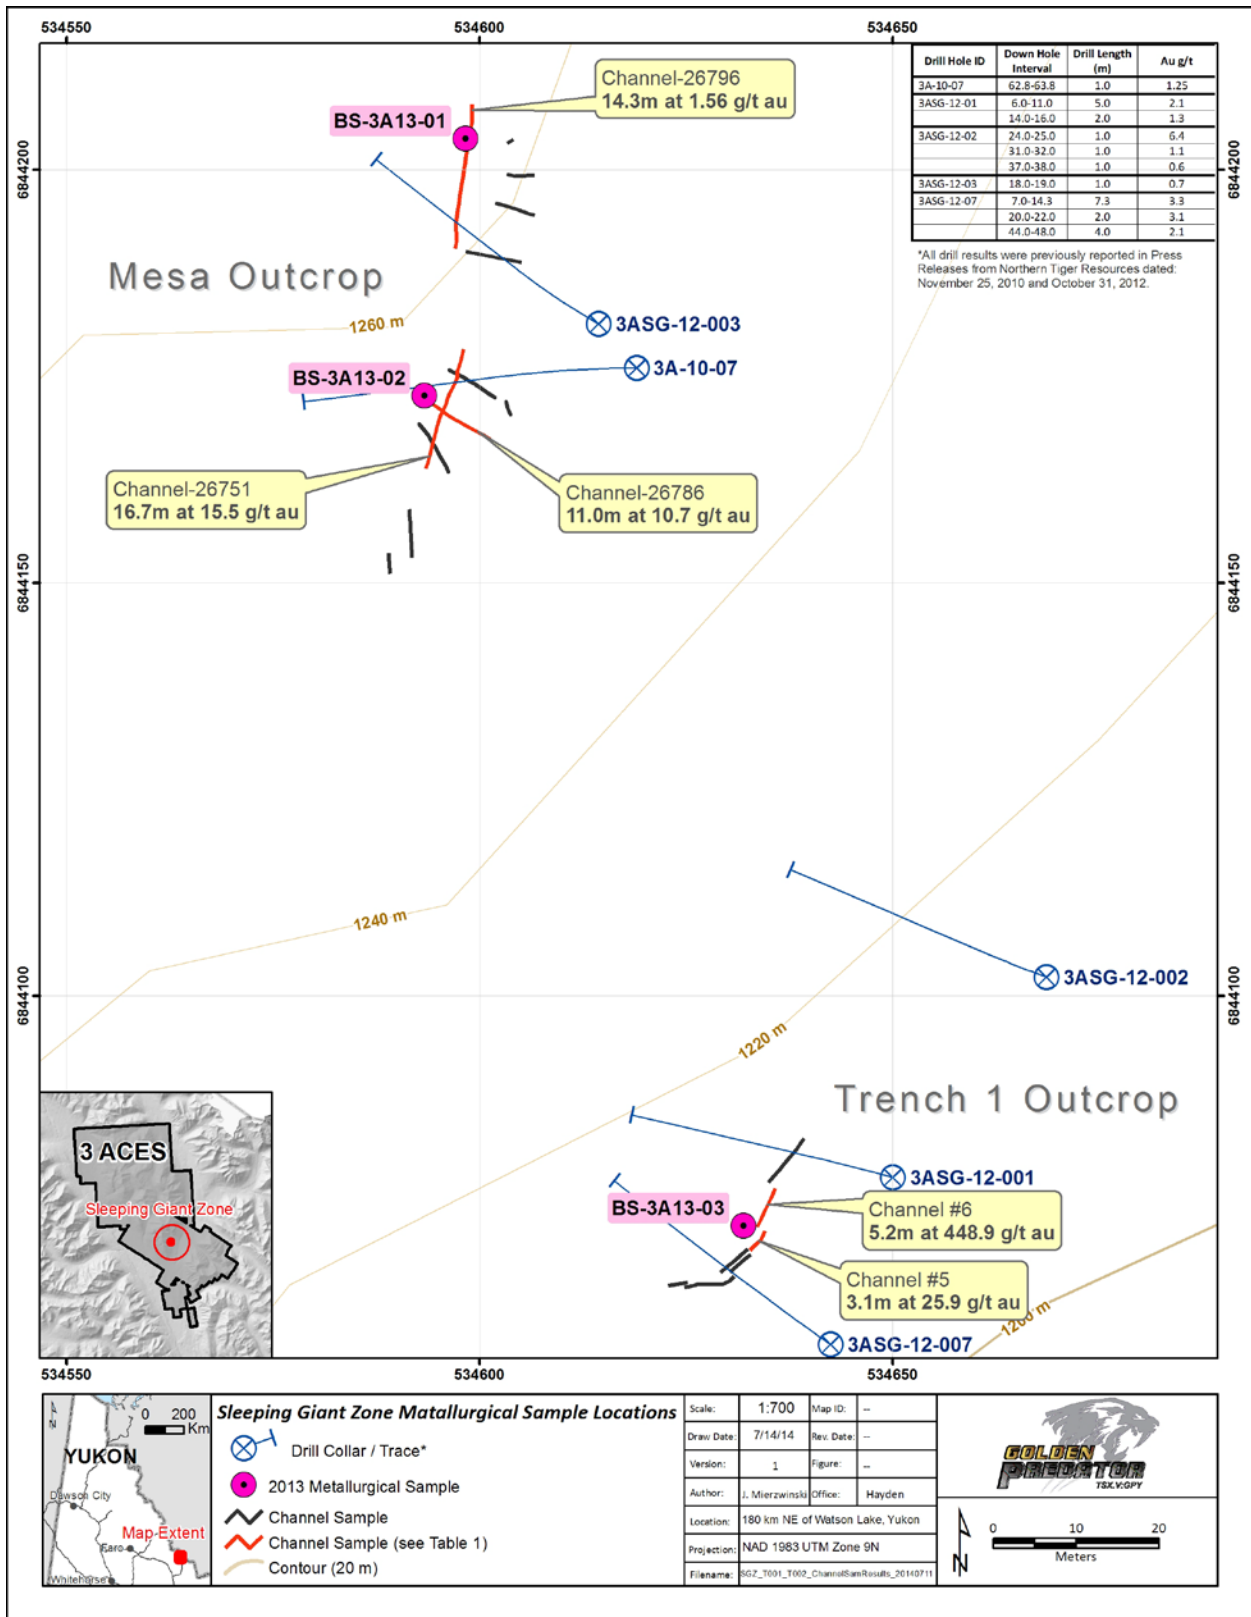 534550 534600 534650
Channel-26796
14.3m at 1.56 g/t au
BS-3A13-01
Drill Hole ID Down Hole Interval Drill Length (m) Au g/t
3A-10-07 62.8-63.8 1.0 1.25
3ASG-12-01 6.0-11.0 5.0 2.1
14.0-16.0 2.0 1.3
3ASG-12-02 24.0-25.0 1.0 6.4
31.0-32.0 1.0 1.1
37.0-38.0 1.0 0.6
3ASG-12-03 18.0-19.0 1.0 0.7
3ASG-12-07 7.0-14.3 7.3 3.3
20.0-22.0 2.0 3.1
44.0-48.0 4.0 2.1
*All drill results were previously reported in Press
Releases from Northern Tiger Resources dated:
November 25, 2010 and October 31, 2012.
6844200 6844200
Mesa Outcrop
1260 m
3ASG-12-003
3A-10-07
BS-3A13-02
Channel-26751
16.7m at 15.5 g/t au
Channel-26786
11.0m at 10.7 g/t au
6844150 6844150
1240 m
3ASG-12-002
6844100 6844100
1220 m
Trench 1 Outcrop
3ASG-12-001
BS-3A13-03
Channel #6
5.2m at 448.9 g/t au
Channel #5
3.1m at 25.9 g/t au
1200 m
3ASG-12-007
3 ACES
Sleeping Giant Zone
534550 534600 534650
N
0 200
Km
YUKON
Dawson City
Map Extent
Faro
Whitehorse
Sleeping Giant Zone Matallurgical Sample Locations
Drill Collar / Trace*
2013 Metallurgical Sample
Channel Sample
Channel Sample (see Table 1)
Contour (20 m)
Scale: 1:700 Map ID: --
Draw Date: 7/14/14 Rev. Date: --
Version: 1 Figure: --
Author: J. Mierzwinski Office: Hayden
Location: 180 km NE of Watson Lake, Yukon
Projection: NAD 1983 UTM Zone 9N
Filename: SGZ_T001_T002_ChannelSamResults_20140711
GOLDEN
PREDATOR
TSX.V:GPY
N
0 10 20
Meters